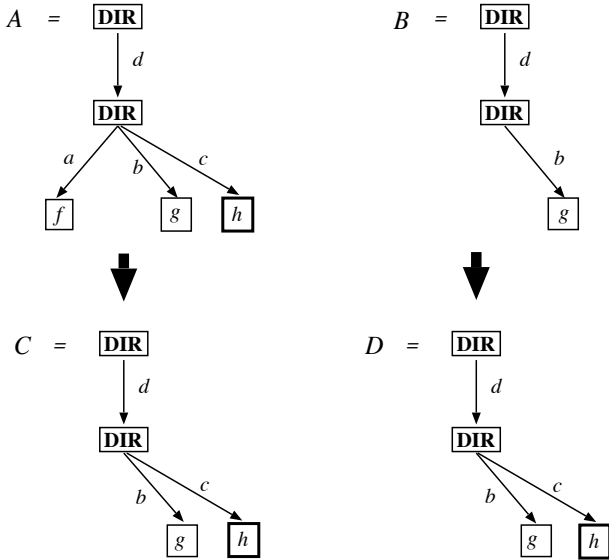 A = DIR B = DIR
d d
DIR DIR
a b c b
f g h g
C = DIR D = DIR
d d
DIR DIR
b c b c
g h g h